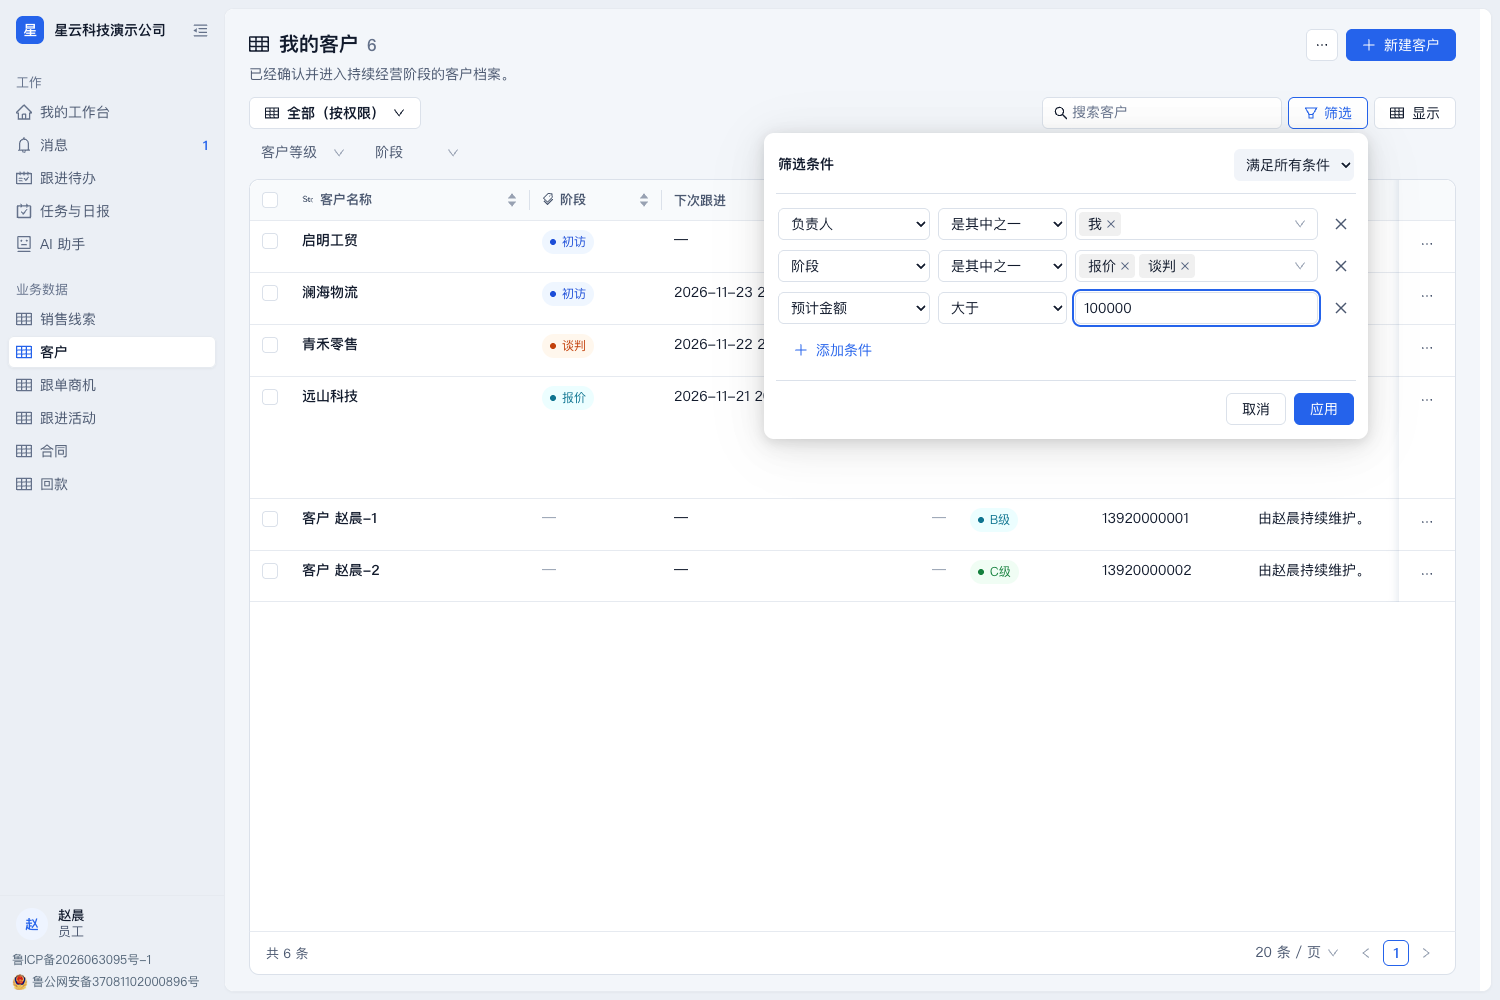 星 星云科技演示公司
工作
我的工作台
消息 1
跟进待办
任务与日报
AI 助手
业务数据
销售线索
客户
跟单商机
跟进活动
合同
回款
赵 赵晨
员工
鲁ICP备2026063095号-1
鲁公网安备37081102000896号
我的客户 6
... 新建客户
已经确认并进入持续经营阶段的客户档案。
全部（按权限） 搜索客户 筛选 显示
客户等级 阶段
筛选条件 满足所有条件
负责人 是其中之一 我
阶段 是其中之一 报价 谈判
预计金额 大于 100000
添加条件
取消 应用
Str 客户名称 阶段 下次跟进
启明工贸 初访 — ...
澜海物流 初访 2026-11-23 2 ...
青禾零售 谈判 2026-11-22 2 ...
远山科技 报价 2026-11-21 2 ...
客户 赵晨-1 — — — B级 13920000001 由赵晨持续维护。 ...
客户 赵晨-2 — — — C级 13920000002 由赵晨持续维护。 ...
共 6 条 20 条 / 页 1